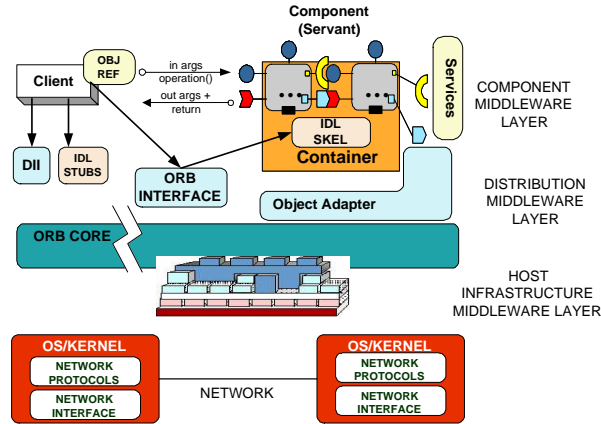 Component
(Servant)
OBJ
REF
Client
in args
operation()
out args +
return
Services
COMPONENT
MIDDLEWARE
LAYER
DII
IDL
STUBS
ORB
INTERFACE
IDL
SKEL
Container
Object Adapter
DISTRIBUTION
MIDDLEWARE
LAYER
ORB CORE
HOST
INFRASTRUCTURE
MIDDLEWARE LAYER
OS/KERNEL
NETWORK
PROTOCOLS
NETWORK
INTERFACE
NETWORK
OS/KERNEL
NETWORK
PROTOCOLS
NETWORK
INTERFACE